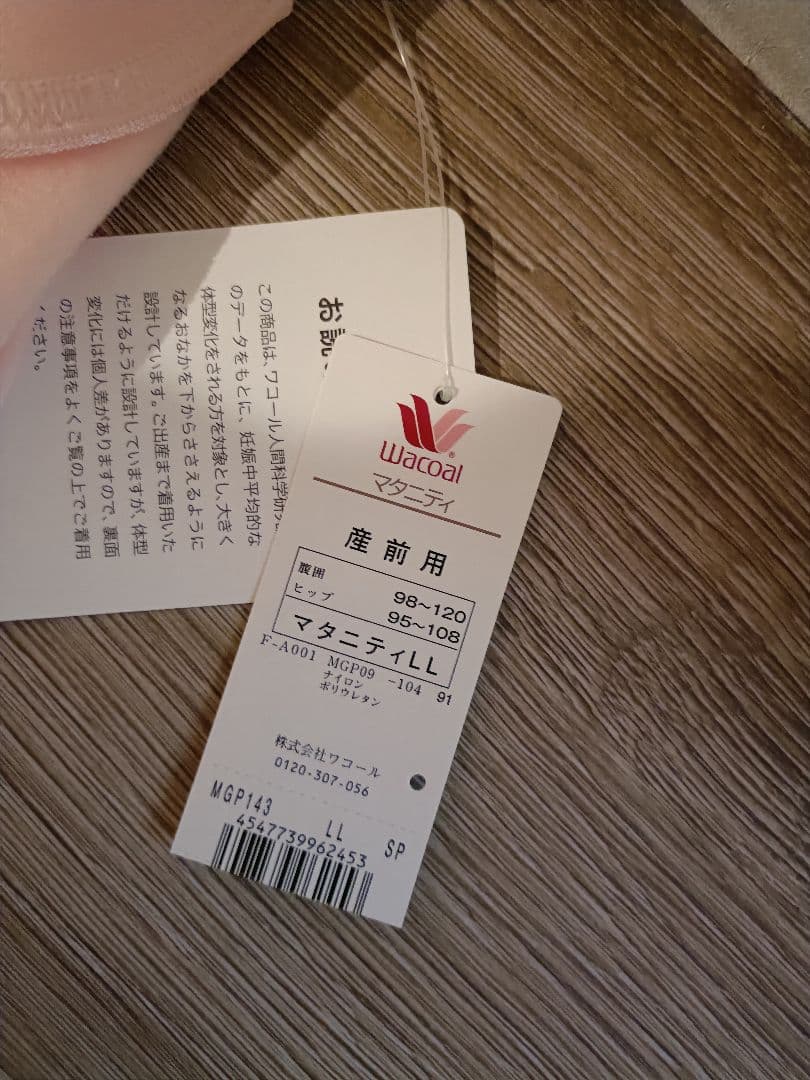 お読
この商品は、ワコール人間科学研究
のデータをもとに、妊娠中平均的な
体型変化をされる方を対象とし、大きく
なるおなかを下からささえるように
設計しています。ご出産まで着用いた
だけるように設計していますが、体型
変化には個人差がありますので、裏面
の注意事項をよくご覧の上でご着用
ください。
wacoal®
マタニティ
産前用
腹囲 98~120
ヒップ 95~108
マタニティLL
F-A001 MGP09 -104 91
ナイロン
ポリウレタン
株式会社ワコール
0120-307-056
MGP143 LL SP
4547739962453